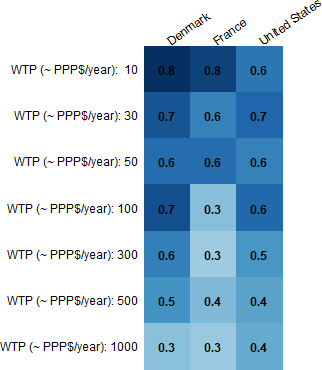 Denmark France United States
WTP (~ PPP$/year): 10 0.8 0.8 0.6
WTP (~ PPP$/year): 30 0.7 0.6 0.7
WTP (~ PPP$/year): 50 0.6 0.6 0.6
WTP (~ PPP$/year): 100 0.7 0.3 0.6
WTP (~ PPP$/year): 300 0.6 0.3 0.5
WTP (~ PPP$/year): 500 0.5 0.4 0.4
WTP (~ PPP$/year): 1000 0.3 0.3 0.4